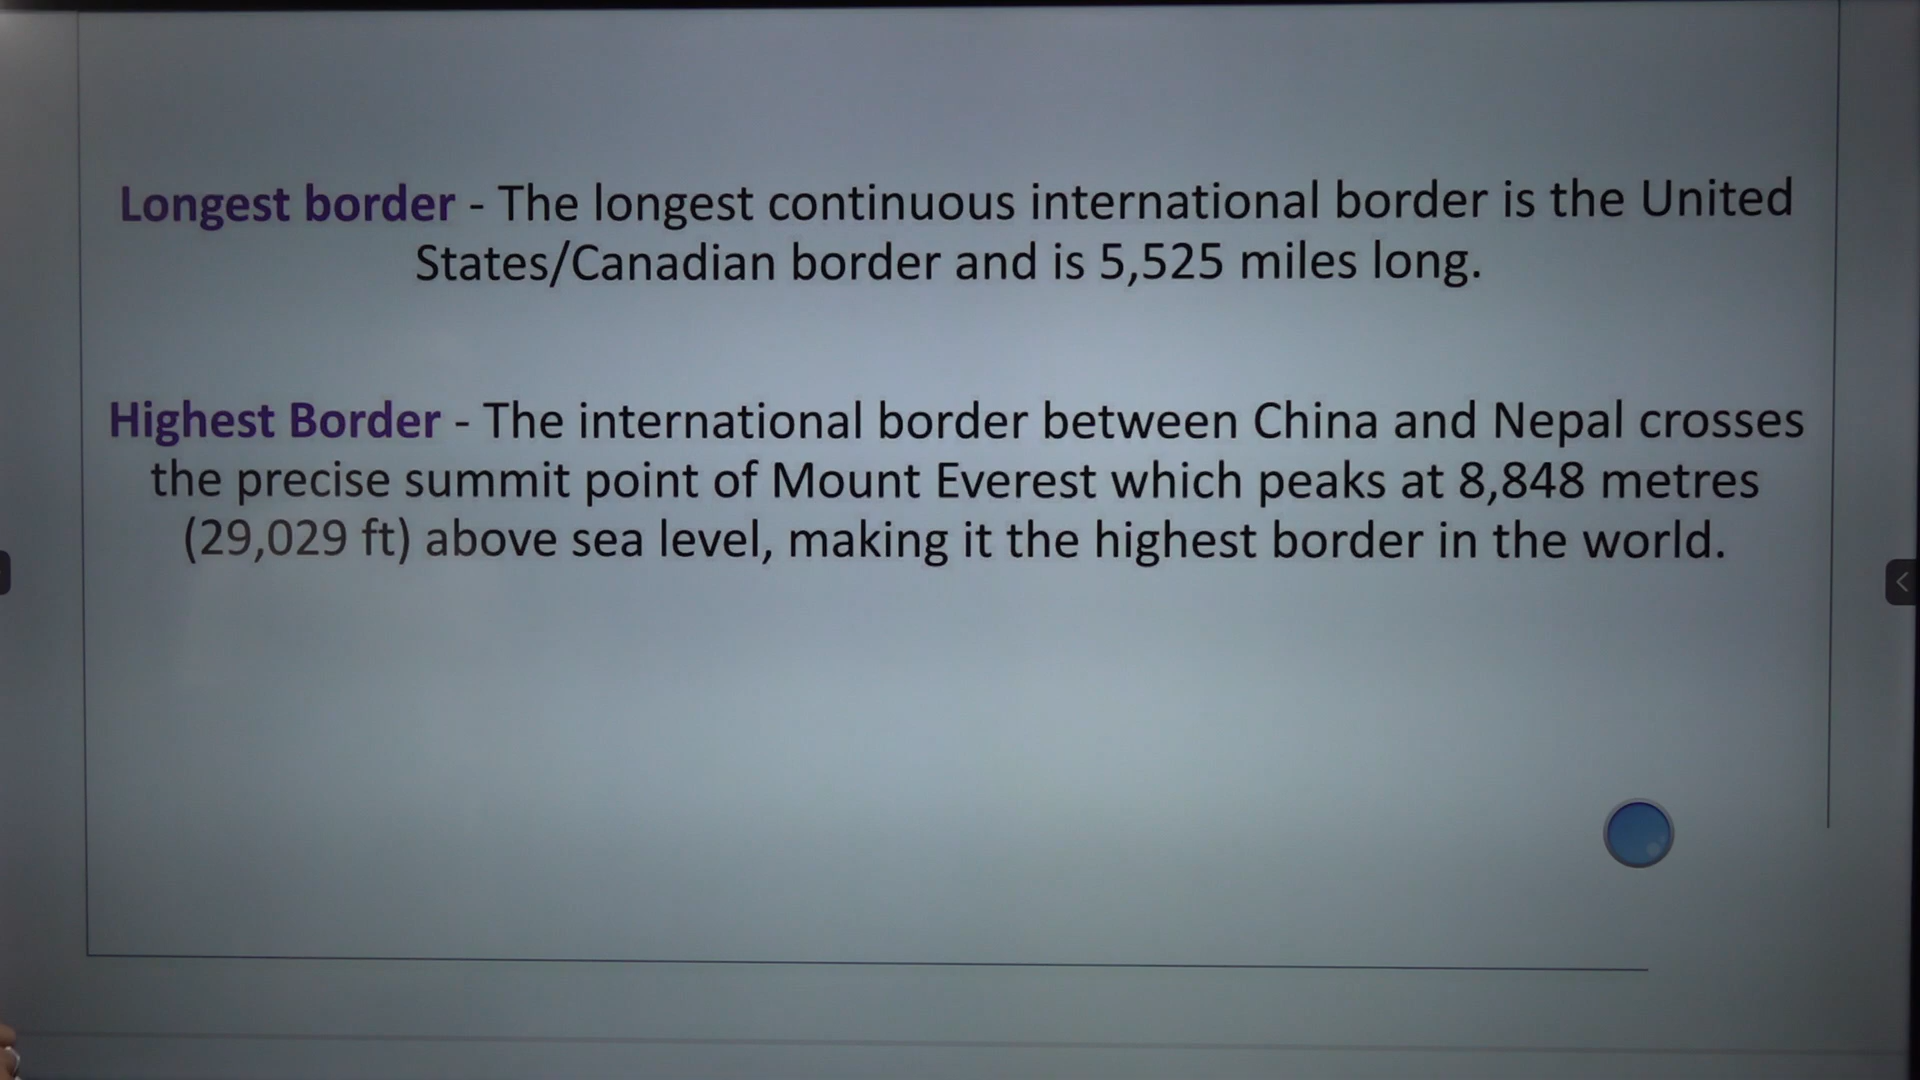 Longest border - The longest continuous international border is the United
States/Canadian border and is 5,525 miles long.
Highest Border - The international border between China and Nepal crosses
the precise summit point of Mount Everest which peaks at 8,848 metres
(29,029 ft) above sea level, making it the highest border in the world.